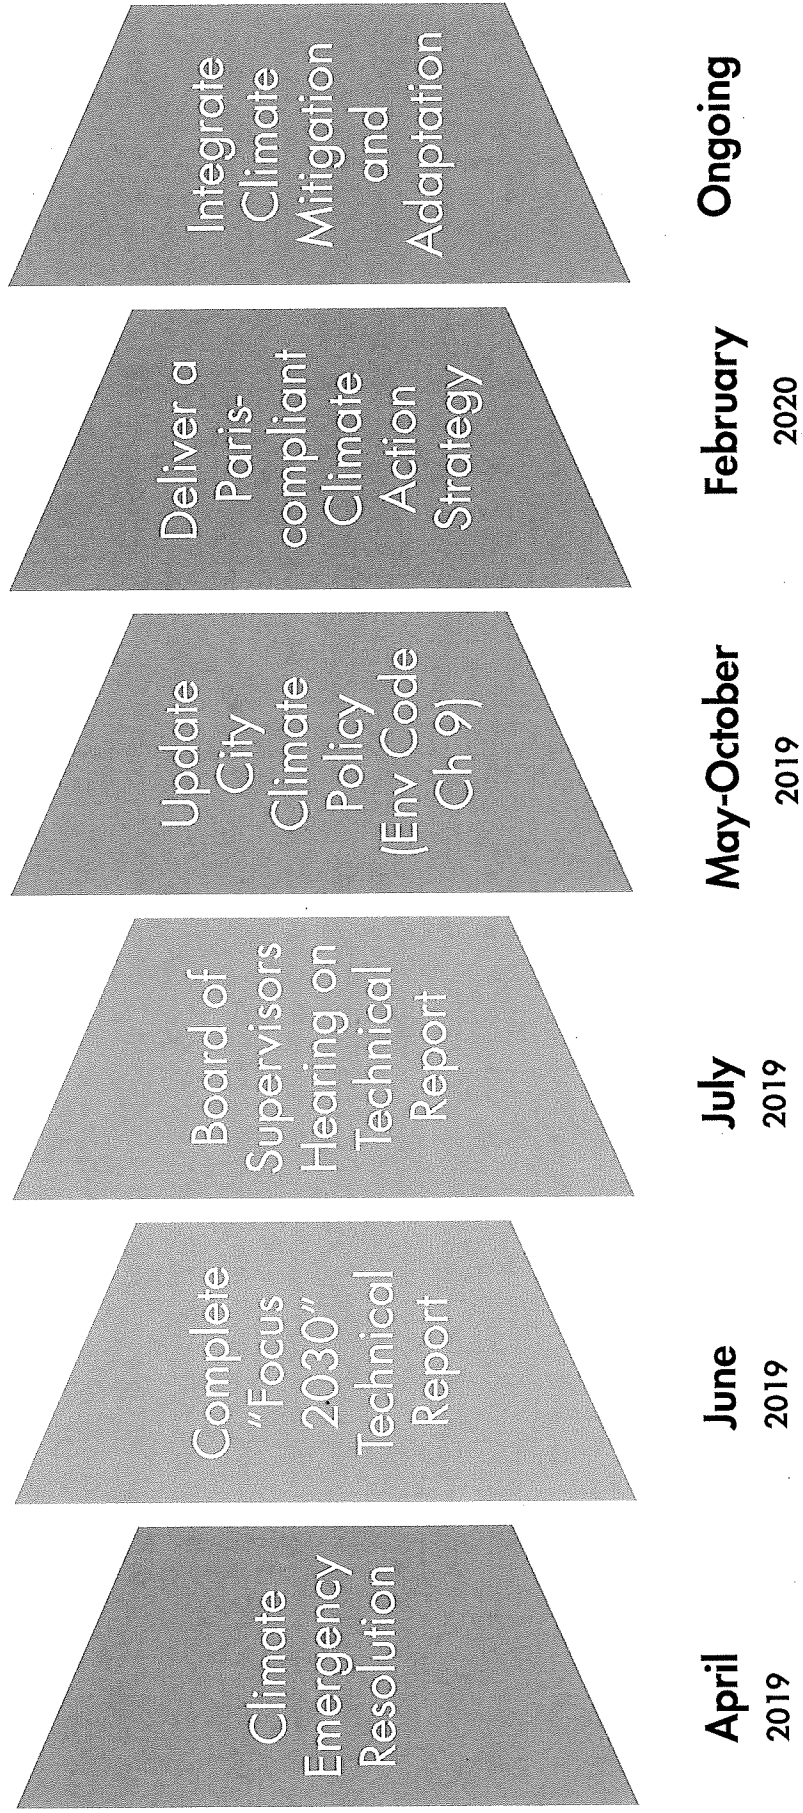 Climate
Emergency
Resolution
April
2019
Complete
"Focus
2030"
Technical
Report
June
2019
Board of
Supervisors
Hearing on
Technical
Report
July
2019
Update
City
Climate
Policy
(Env Code
Ch 9)
May-October
2019
Deliver a
Paris-
compliant
Climate
Action
Strategy
February
2020
Integrate
Climate
Mitigation
and
Adaptation
Ongoing